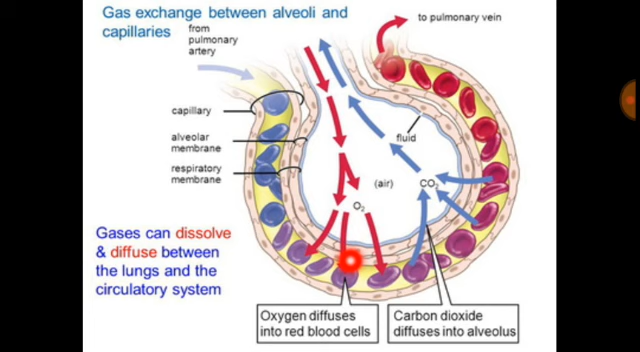 Gas exchange between alveoli and
capillaries
from
pulmonary
artery
to pulmonary vein
capillary
alveolar
membrane
respiratory
membrane
fluid
(air)
CO2
O2
Gases can dissolve
& diffuse between
the lungs and the
circulatory system
Oxygen diffuses
into red blood cells
Carbon dioxide
diffuses into alveolus